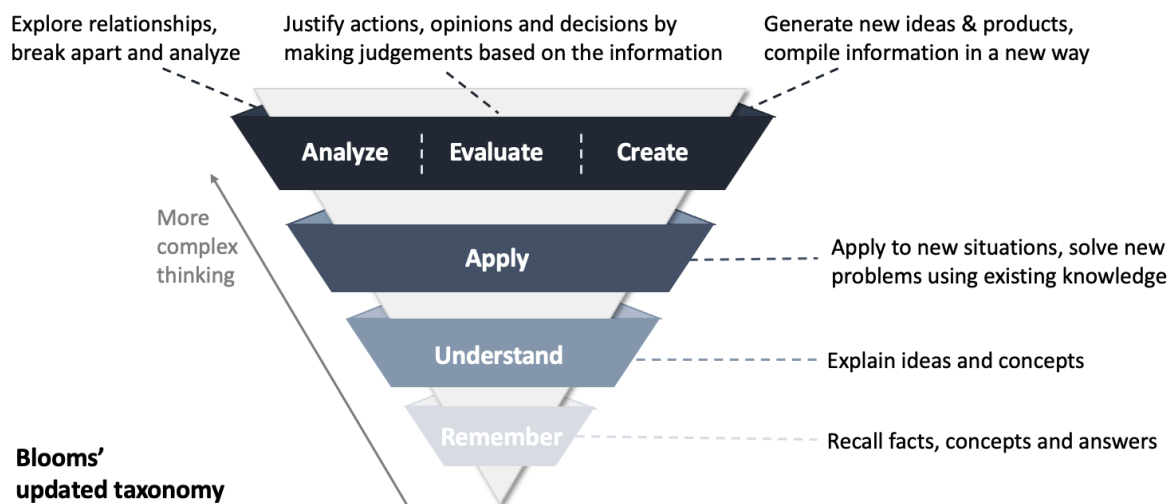 Explore relationships,
break apart and analyze
Justify actions, opinions and decisions by
making judgements based on the information
Generate new ideas & products,
compile information in a new way
Analyze
Evaluate
Create
More
complex
thinking
Apply
Apply to new situations, solve new
problems using existing knowledge
Understand
Explain ideas and concepts
Remember
Recall facts, concepts and answers
Blooms’
updated taxonomy